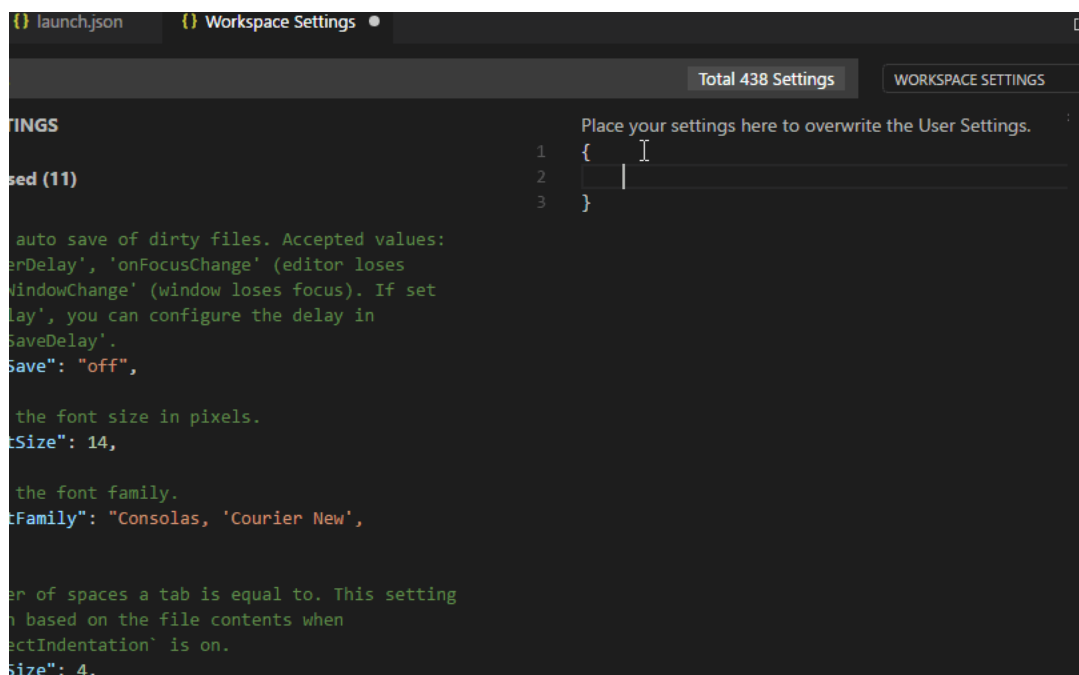 {} launch.json
{} Workspace Settings
Total 438 Settings
WORKSPACE SETTINGS
TINGS
sed (11)
auto save of dirty files. Accepted values:
erDelay', 'onFocusChange' (editor loses
WindowChange' (window loses focus). If set
lay', you can configure the delay in
SaveDelay'.
Save": "off",
the font size in pixels.
tSize": 14,
the font family.
tFamily": "Consolas, 'Courier New',
er of spaces a tab is equal to. This setting
n based on the file contents when
ectIndentation` is on.
Size": 4,
Place your settings here to overwrite the User Settings.
1 {
2
3 }